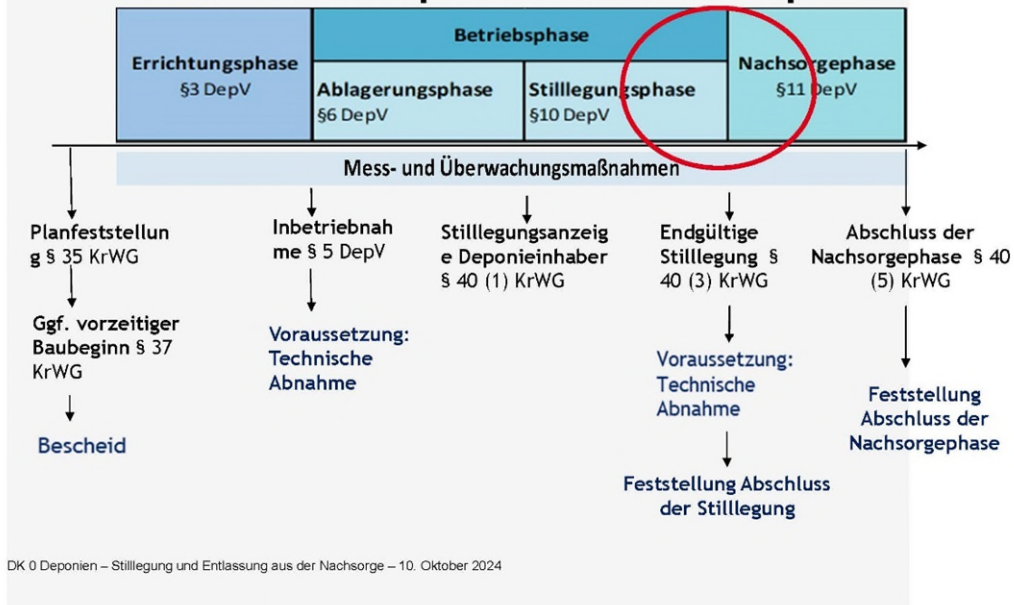 Errichtungsphase
§3 DepV
Betriebsphase
Ablagerungsphase
§6 DepV
Stilllegungsphase
§10 DepV
Nachsorgephase
§11 DepV
Mess- und Überwachungsmaßnahmen
Planfeststellun
g § 35 KrWG
Ggf. vorzeitiger
Baubeginn § 37
KrWG
Bescheid
Inbetriebnah
me § 5 DepV
Voraussetzung:
Technische
Abnahme
Stilllegungsanzeig
e Deponieinhaber
§ 40 (1) KrWG
Endgültige
Stilllegung §
40 (3) KrWG
Voraussetzung:
Technische
Abnahme
Feststellung Abschluss
der Stilllegung
Abschluss der
Nachsorgephase § 40
(5) KrWG
Feststellung
Abschluss der
Nachsorgephase
DK 0 Deponien – Stilllegung und Entlassung aus der Nachsorge – 10. Oktober 2024